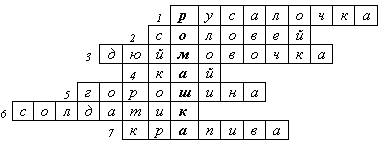 1 русалочка
2 соловей
3 дюймовочка
4 кай
5 горошина
6 солдатик
7 крапива